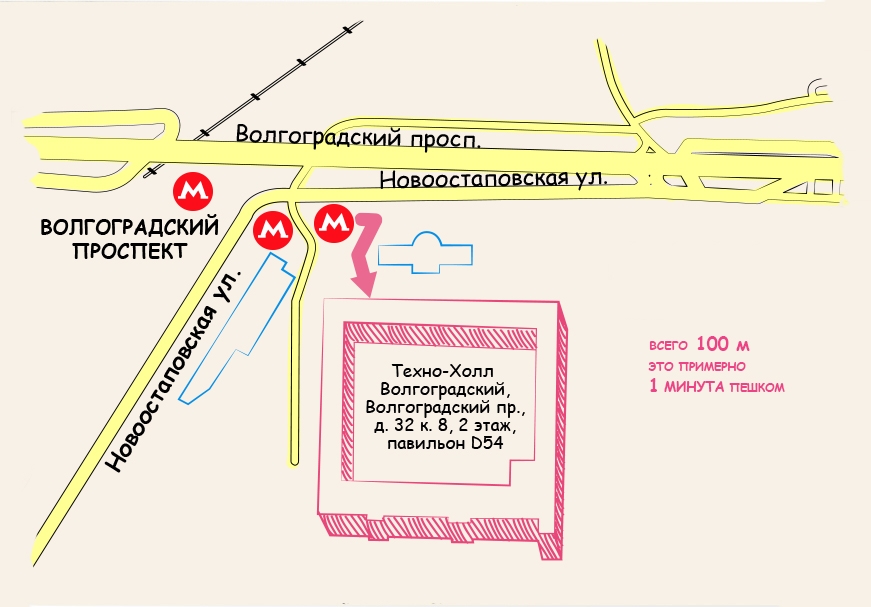 Волгоградский просп.
Новоостаповская ул.
М
М
М
ВОЛГОГРАДСКИЙ
ПРОСПЕКТ
Новоостаповская ул.
всего 100 м
это примерно
1 минута пешком
Техно-Холл
Волгоградский,
Волгоградский пр.,
д. 32 к. 8, 2 этаж,
павильон D54